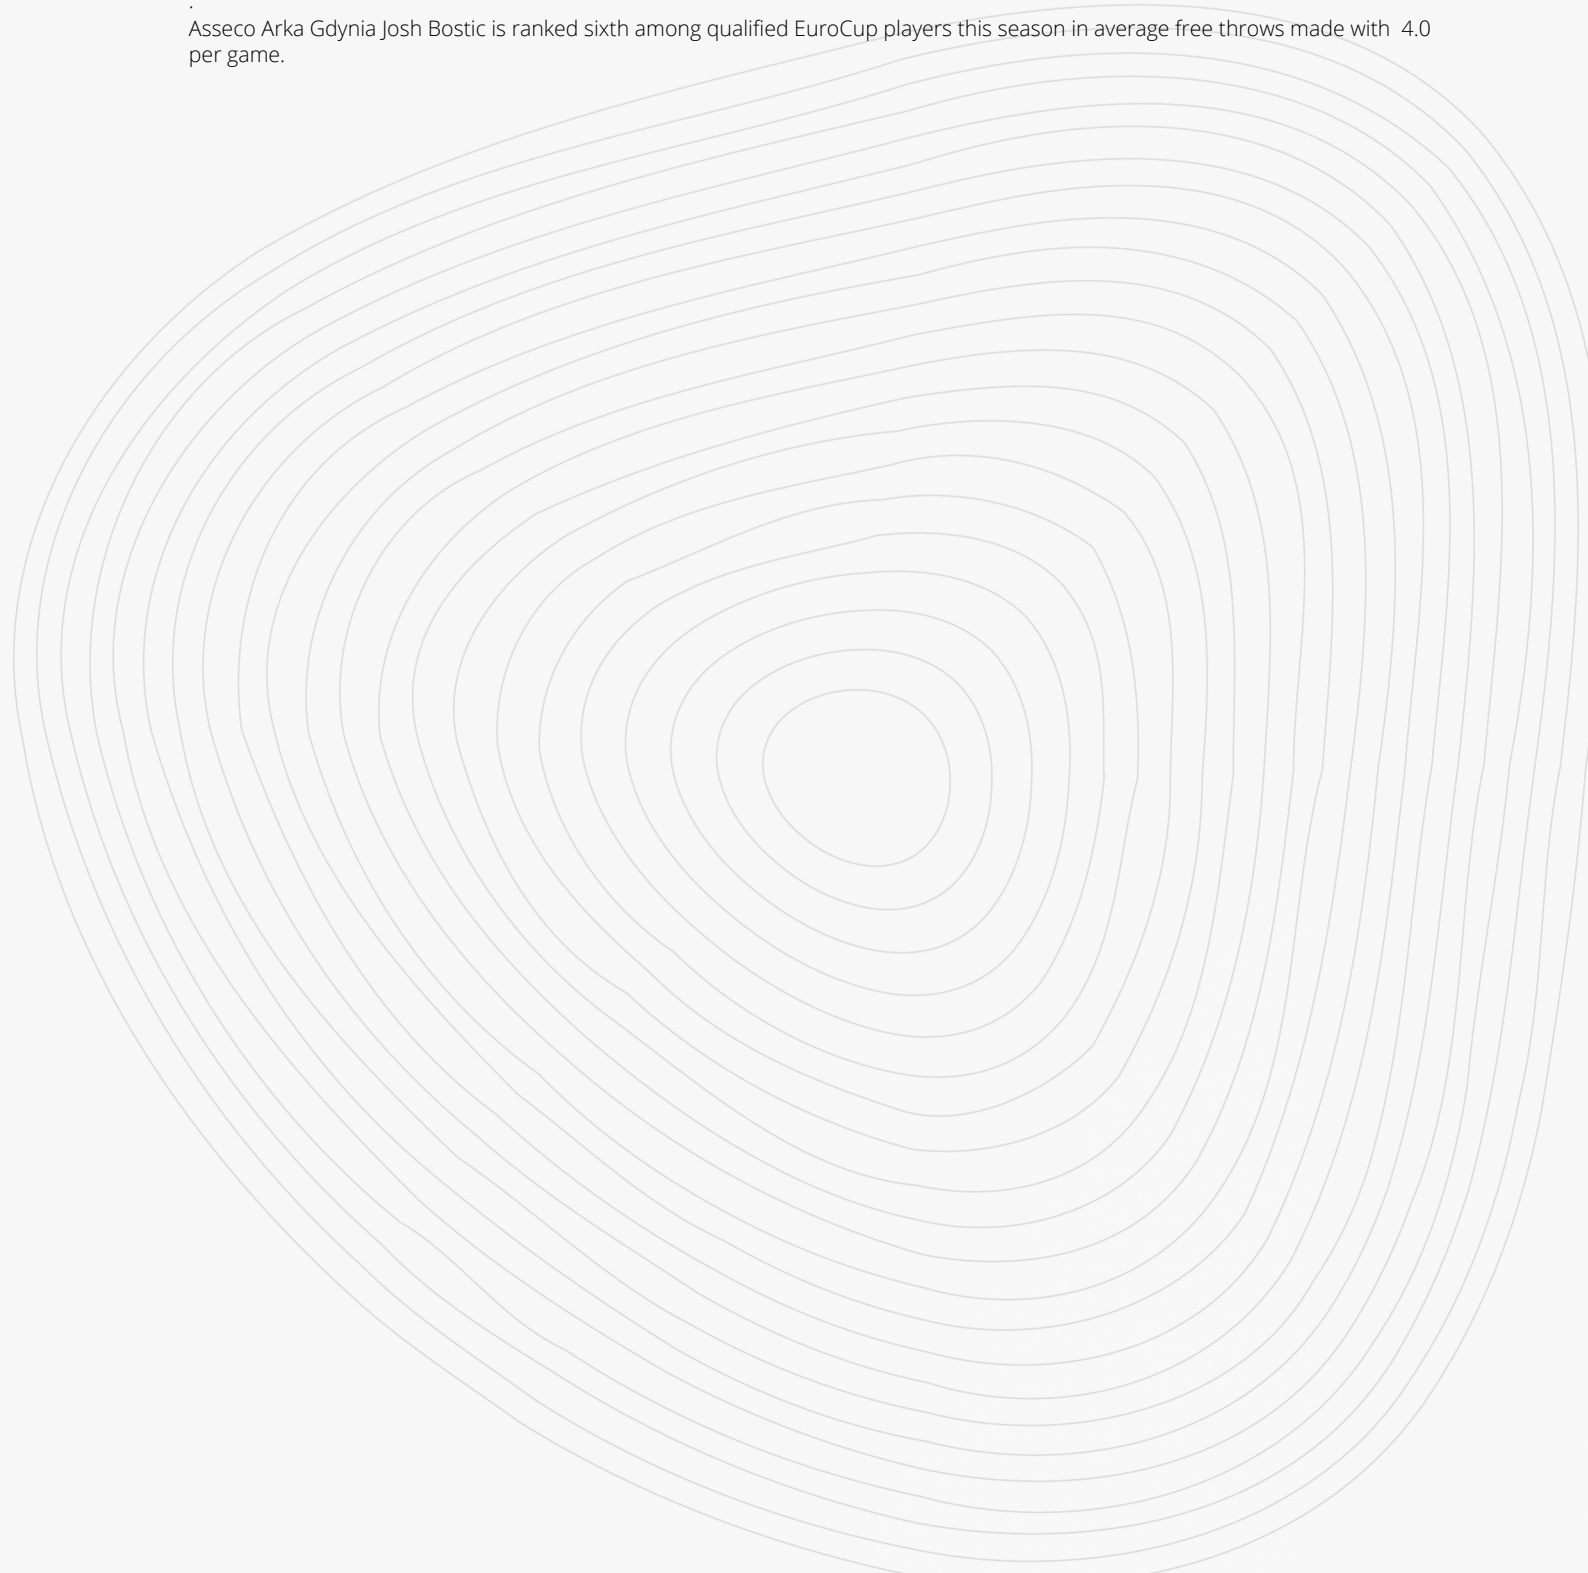 .
Asseco Arka Gdynia Josh Bostic is ranked sixth among qualified EuroCup players this season in average free throws made with  4.0
per game.